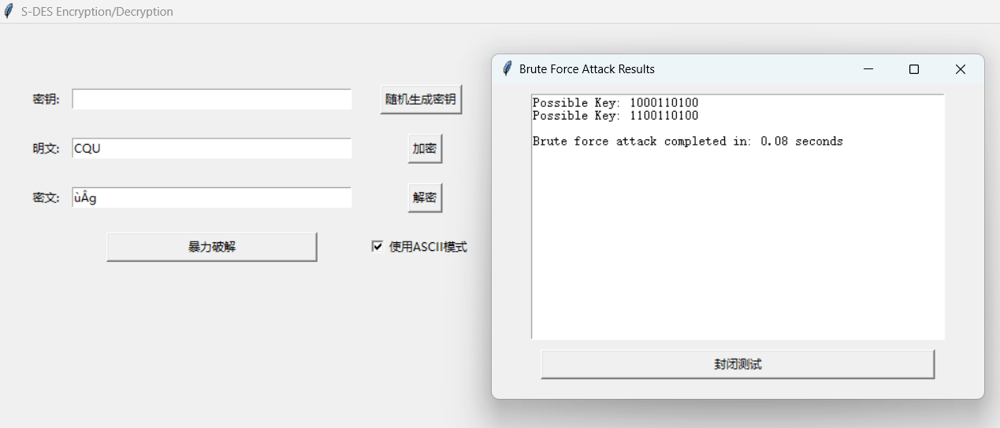 S-DES Encryption/Decryption
密钥:
随机生成密钥
明文: CQU
加密
密文: ùÂg
解密
暴力破解
使用ASCII模式
Brute Force Attack Results
Possible Key: 1000110100
Possible Key: 1100110100
Brute force attack completed in: 0.08 seconds
封闭测试